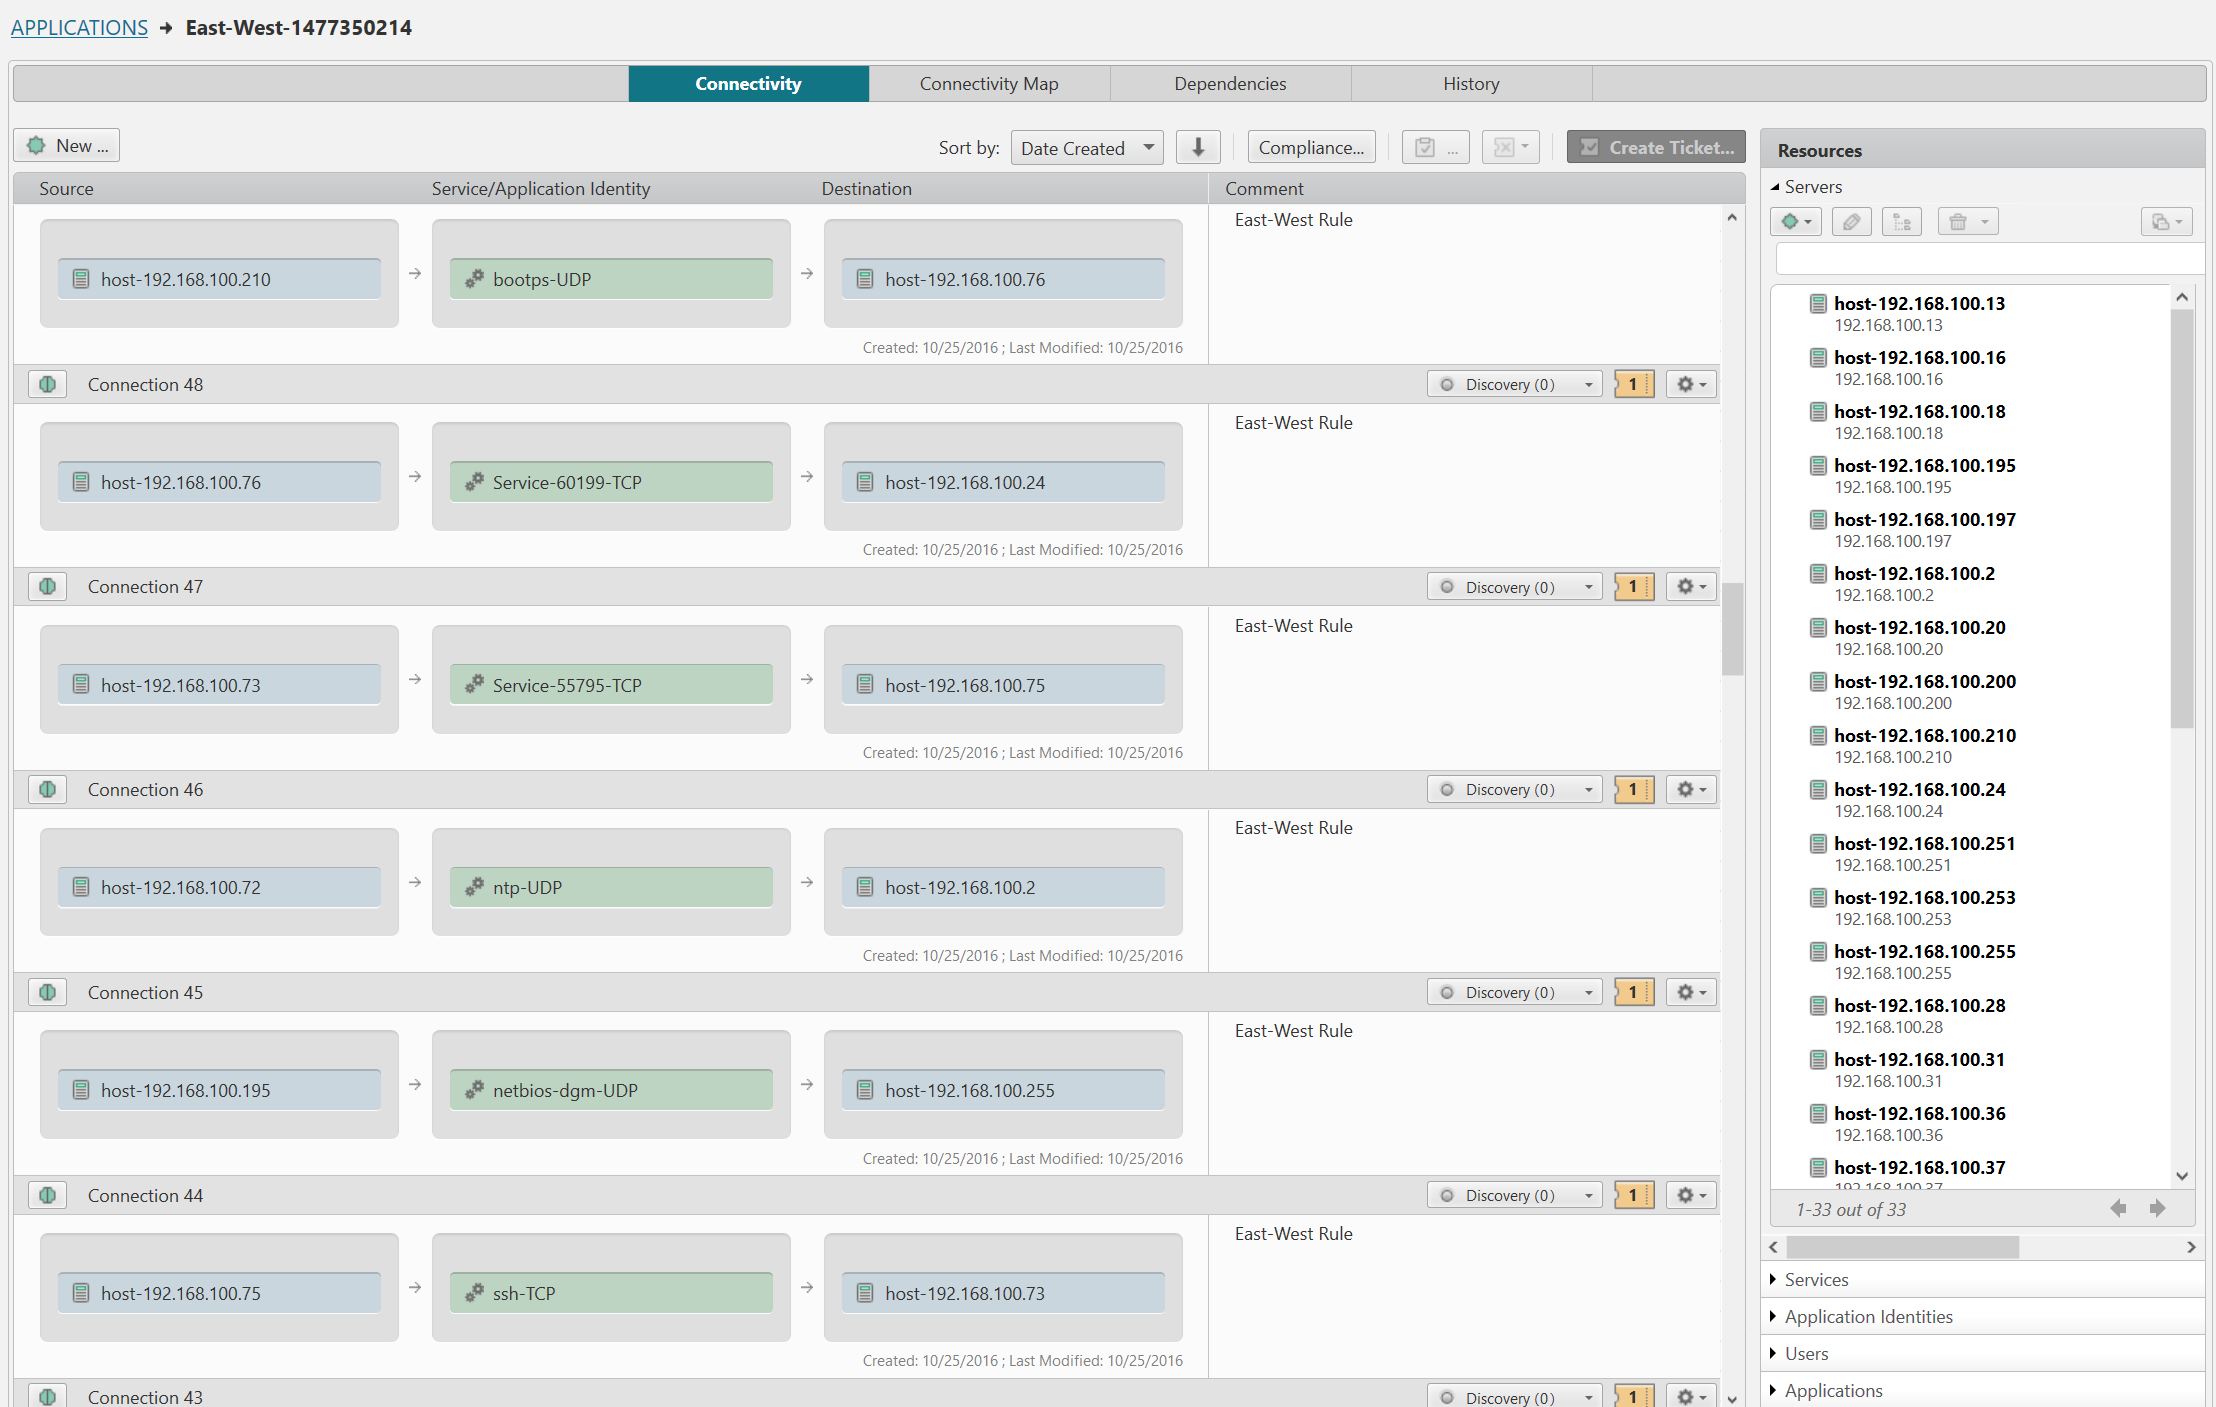 APPLICATIONS → East-West-1477350214
Connectivity
Connectivity Map
Dependencies
History
New ...
Sort by:
Date Created
Compliance...
...
Create Ticket...
Source
Service/Application Identity
Destination
Comment
host-192.168.100.210
bootps-UDP
host-192.168.100.76
East-West Rule
Created: 10/25/2016 ; Last Modified: 10/25/2016
Connection 48
Discovery (0)
1
host-192.168.100.76
Service-60199-TCP
host-192.168.100.24
East-West Rule
Created: 10/25/2016 ; Last Modified: 10/25/2016
Connection 47
Discovery (0)
1
host-192.168.100.73
Service-55795-TCP
host-192.168.100.75
East-West Rule
Created: 10/25/2016 ; Last Modified: 10/25/2016
Connection 46
Discovery (0)
1
host-192.168.100.72
ntp-UDP
host-192.168.100.2
East-West Rule
Created: 10/25/2016 ; Last Modified: 10/25/2016
Connection 45
Discovery (0)
1
host-192.168.100.195
netbios-dgm-UDP
host-192.168.100.255
East-West Rule
Created: 10/25/2016 ; Last Modified: 10/25/2016
Connection 44
Discovery (0)
1
host-192.168.100.75
ssh-TCP
host-192.168.100.73
East-West Rule
Created: 10/25/2016 ; Last Modified: 10/25/2016
Connection 43
Discovery (0)
1
Resources
Servers
host-192.168.100.13
192.168.100.13
host-192.168.100.16
192.168.100.16
host-192.168.100.18
192.168.100.18
host-192.168.100.195
192.168.100.195
host-192.168.100.197
192.168.100.197
host-192.168.100.2
192.168.100.2
host-192.168.100.20
192.168.100.20
host-192.168.100.200
192.168.100.200
host-192.168.100.210
192.168.100.210
host-192.168.100.24
192.168.100.24
host-192.168.100.251
192.168.100.251
host-192.168.100.253
192.168.100.253
host-192.168.100.255
192.168.100.255
host-192.168.100.28
192.168.100.28
host-192.168.100.31
192.168.100.31
host-192.168.100.36
192.168.100.36
host-192.168.100.37
192.168.100.37
1-33 out of 33
Services
Application Identities
Users
Applications